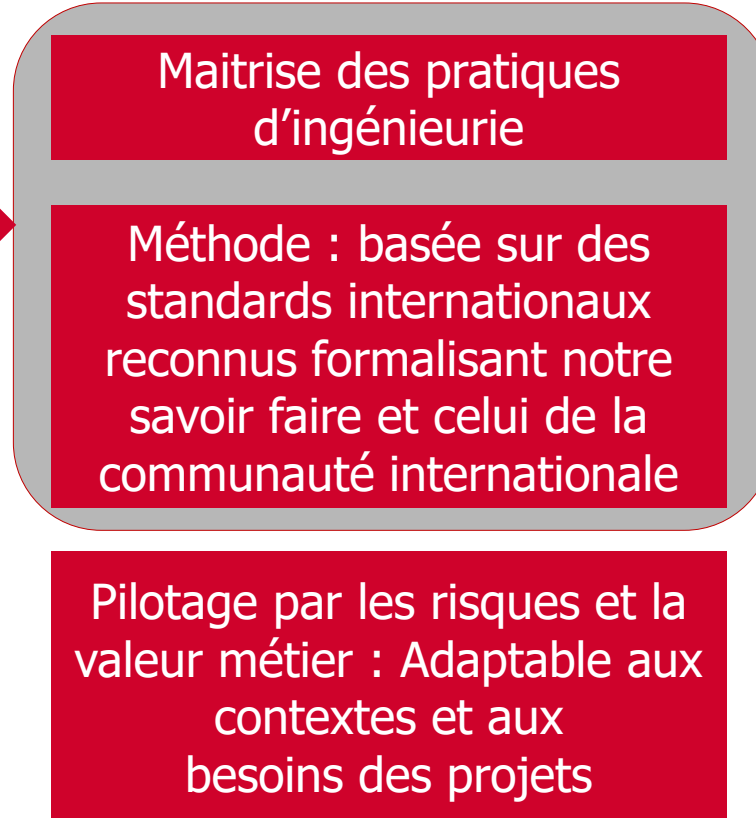 Maitrise des pratiques
d’ingénieurie
Méthode : basée sur des
standards internationaux
reconnus formalisant notre
savoir faire et celui de la
communauté internationale
Pilotage par les risques et la
valeur métier : Adaptable aux
contextes et aux
besoins des projets